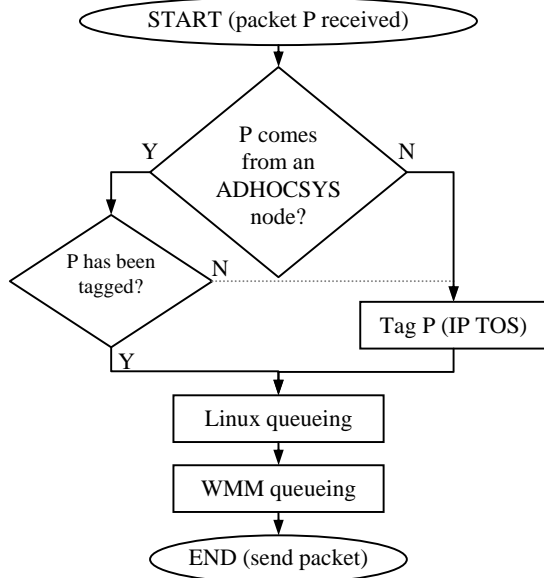 START (packet P received)
P comes
from an
ADHOCSYS
node?
Y
N
P has been
tagged?
N
Y
Tag P (IP TOS)
Linux queueing
WMM queueing
END (send packet)